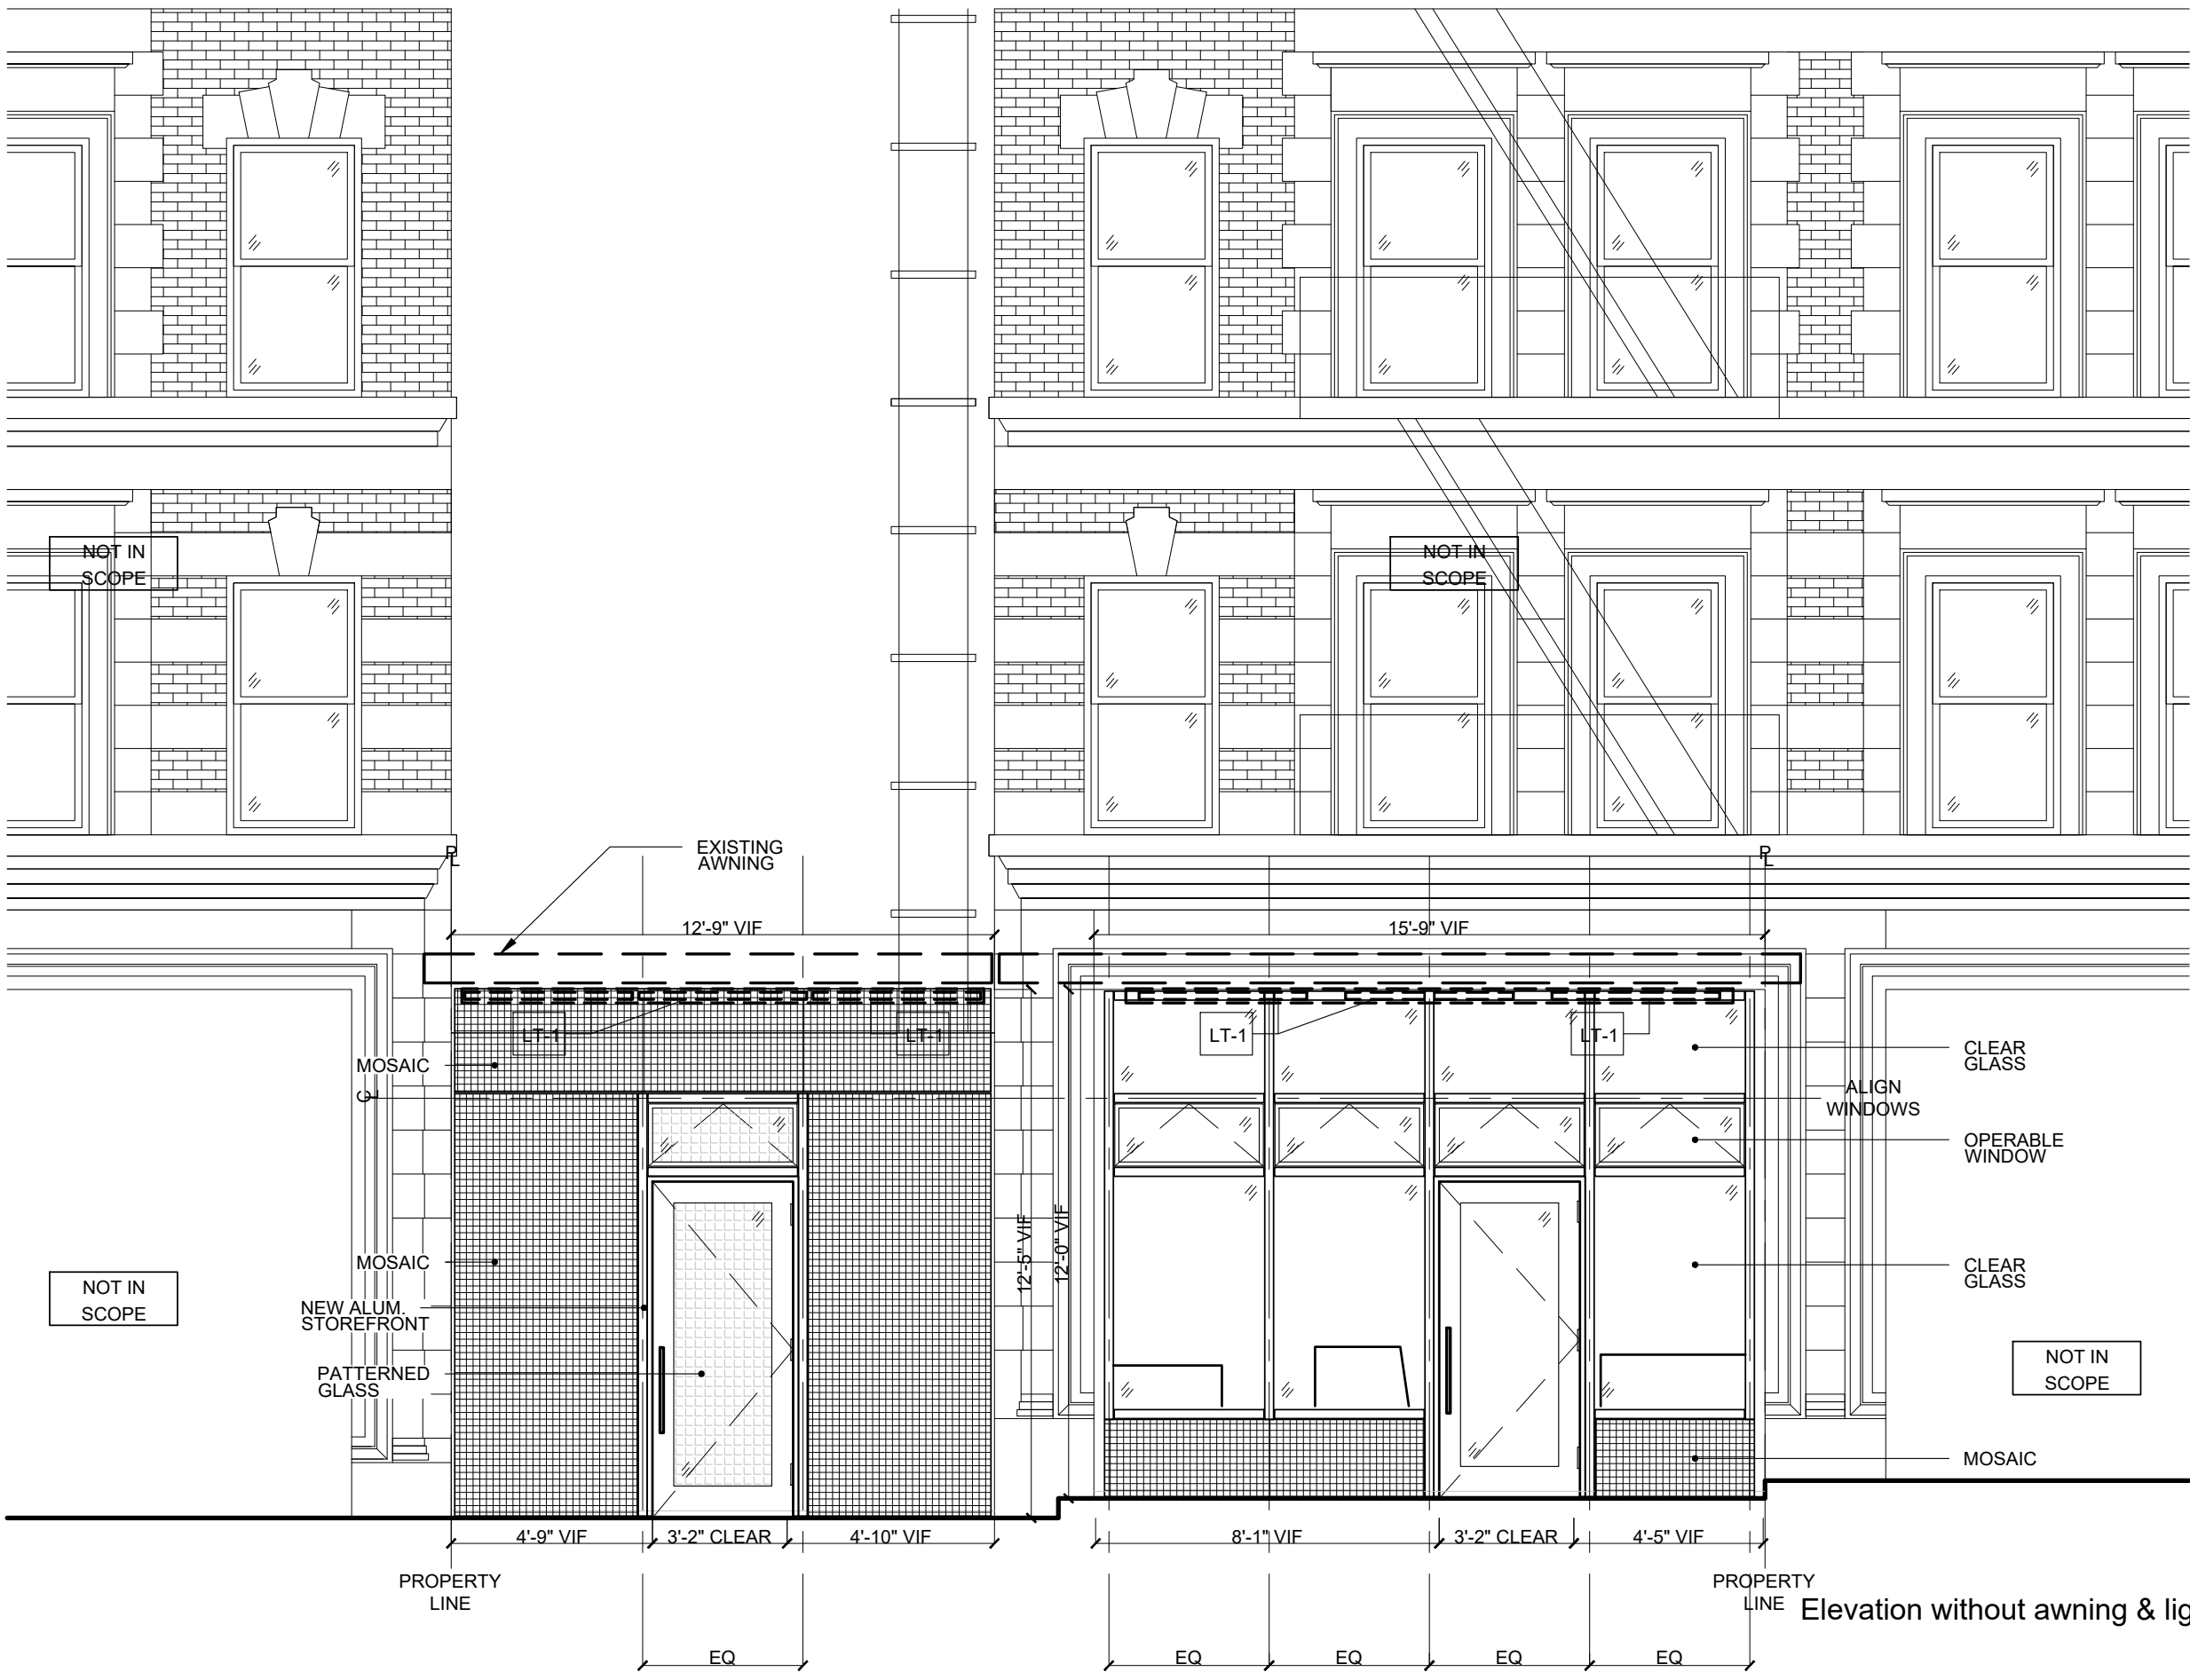 NOT IN
SCOPE
NOT IN
SCOPE
PL
PL
EXISTING
AWNING
12'-9" VIF
15'-9" VIF
LT-1
LT-1
LT-1
LT-1
MOSAIC
CL
CLEAR
GLASS
ALIGN
WINDOWS
OPERABLE
WINDOW
12'-5" VIF
12'-0" VIF
MOSAIC
CLEAR
GLASS
NOT IN
SCOPE
NEW ALUM.
STOREFRONT
PATTERNED
GLASS
NOT IN
SCOPE
MOSAIC
4'-9" VIF
3'-2" CLEAR
4'-10" VIF
8'-1" VIF
3'-2" CLEAR
4'-5" VIF
PROPERTY
LINE
PROPERTY
LINE
Elevation without awning &
EQ
EQ
EQ
EQ
EQ